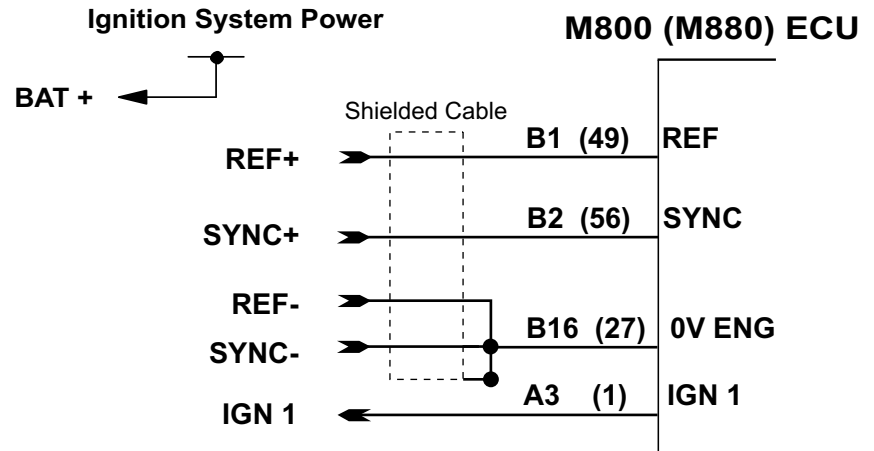 Ignition System Power
M800 (M880) ECU
BAT +
Shielded Cable
REF+ B1 (49) REF
SYNC+ B2 (56) SYNC
REF-
SYNC- B16 (27) 0V ENG
IGN 1 A3 (1) IGN 1